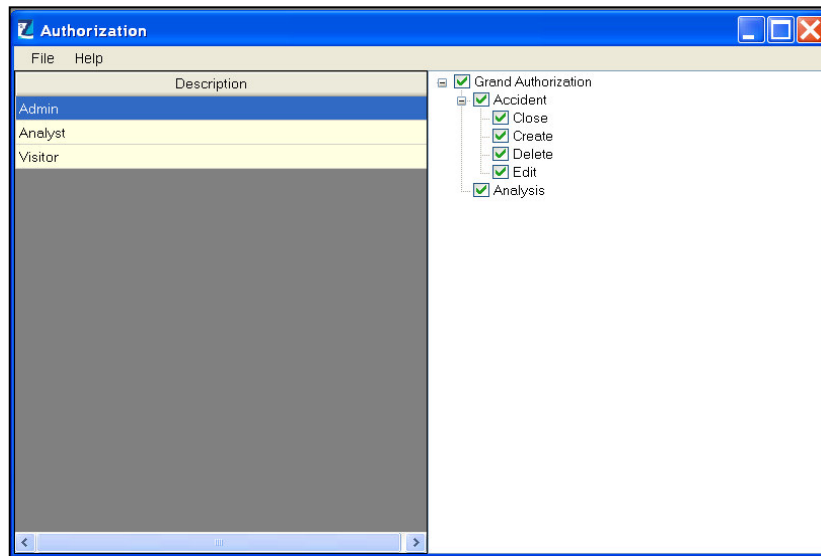 Authorization
File Help
Description
Admin
Analyst
Visitor
Grand Authorization
Accident
Close
Create
Delete
Edit
Analysis